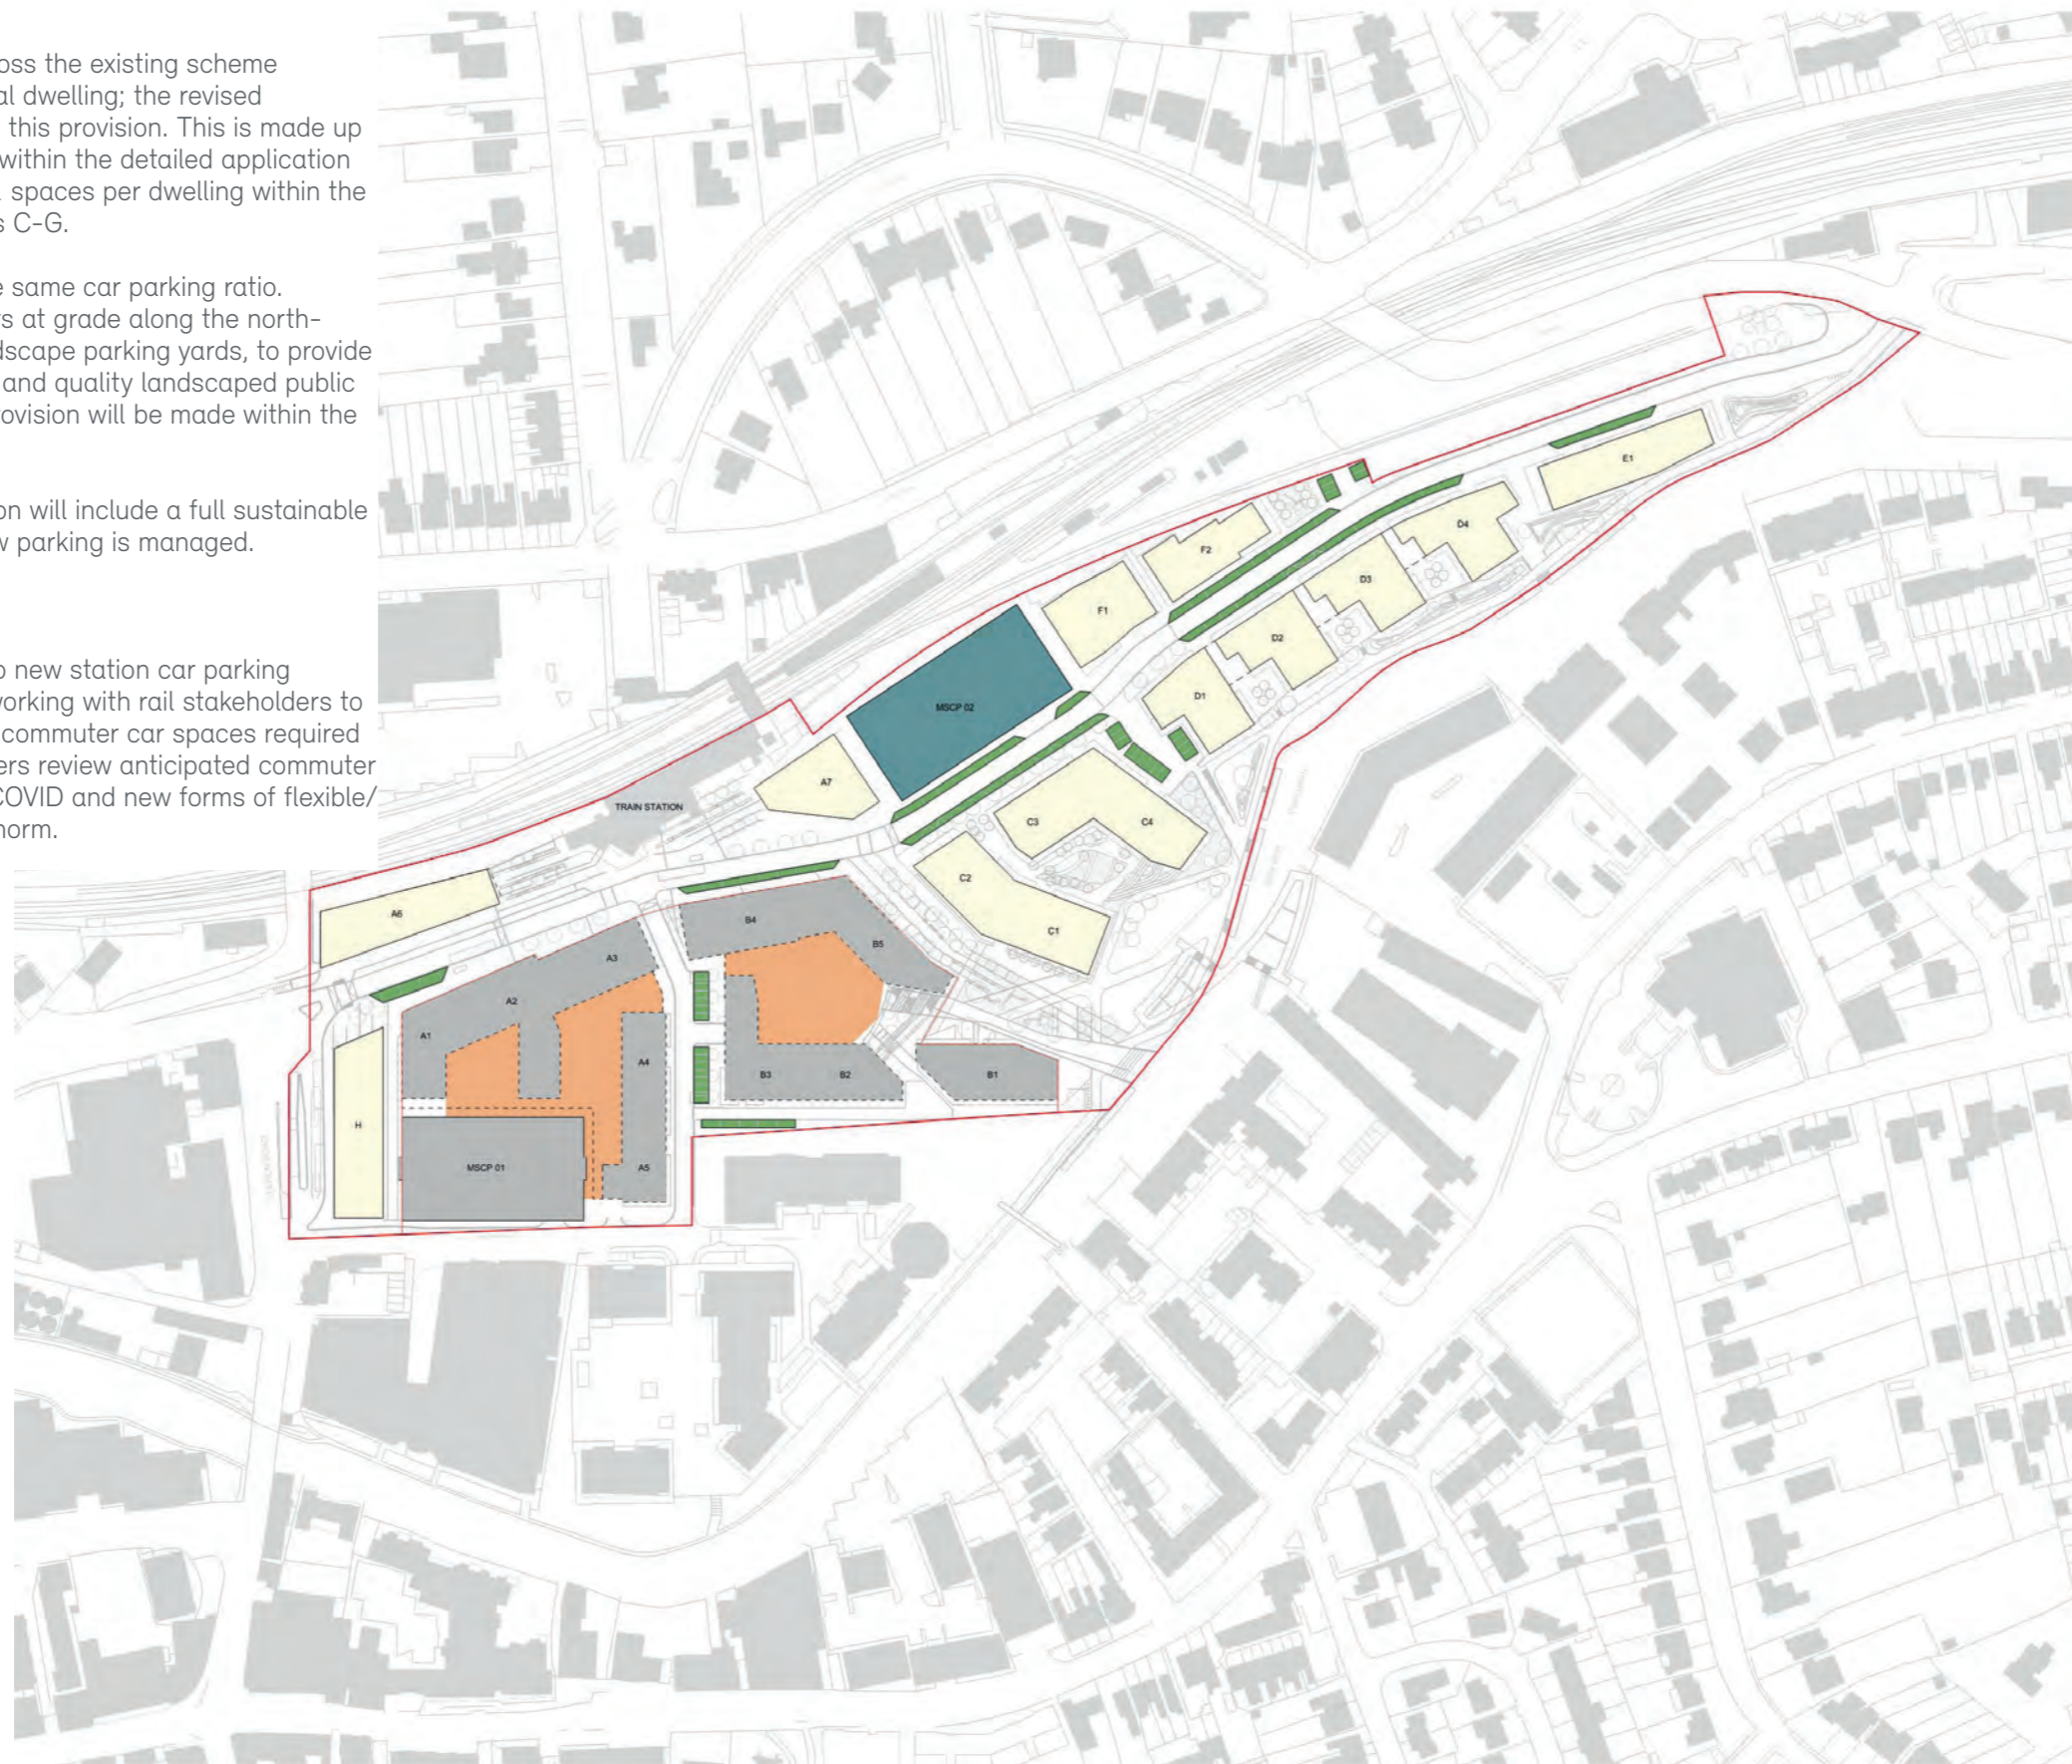 oss the existing scheme
al dwelling; the revised
this provision. This is made up
within the detailed application
spaces per dwelling within the
s C-G.
e same car parking ratio.
rs at grade along the north-
dscape parking yards, to provide
and quality landscaped public
rovision will be made within the
on will include a full sustainable
w parking is managed.
o new station car parking
working with rail stakeholders to
commuter car spaces required
ers review anticipated commuter
COVID and new forms of flexible/
norm.
E1
D4
F2
D3
F1
D2
D1
MSCP 02
A7
TRAIN STATION
C3
C4
C2
C1
A6
B4
B5
A3
A2
A1
A4
B3
B2
B1
H
MSCP 01
A5